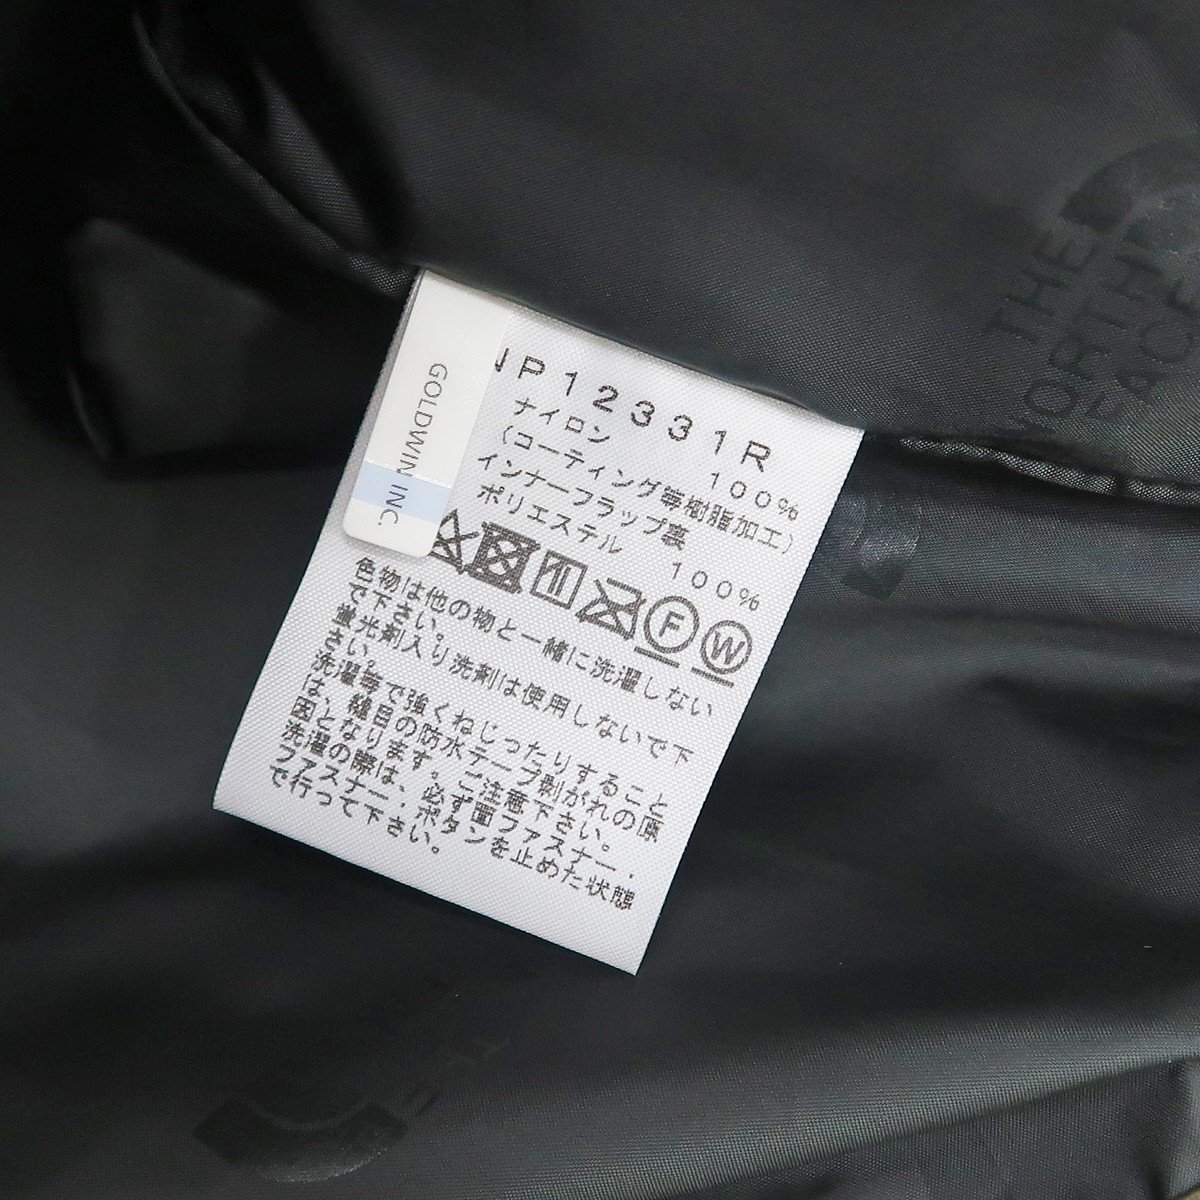 NP12331R
ナイロン 100%
(コーティング等樹脂加工)
インナーフラップ裏
ポリエステル 100%
F W
色物は他の物と一緒に洗濯しない
で下さい。
蛍光剤入り洗剤は使用しないで下
さい。
洗濯等で強くねじったりすること
は、縫目の防水テープ剥がれの原
因となります。ご注意下さい。
洗濯の際は、必ず面ファスナー.
ファスナー.ボタンを止めた状態
で行って下さい。
GOLDWIN INC.
THE
NORTH
FACE